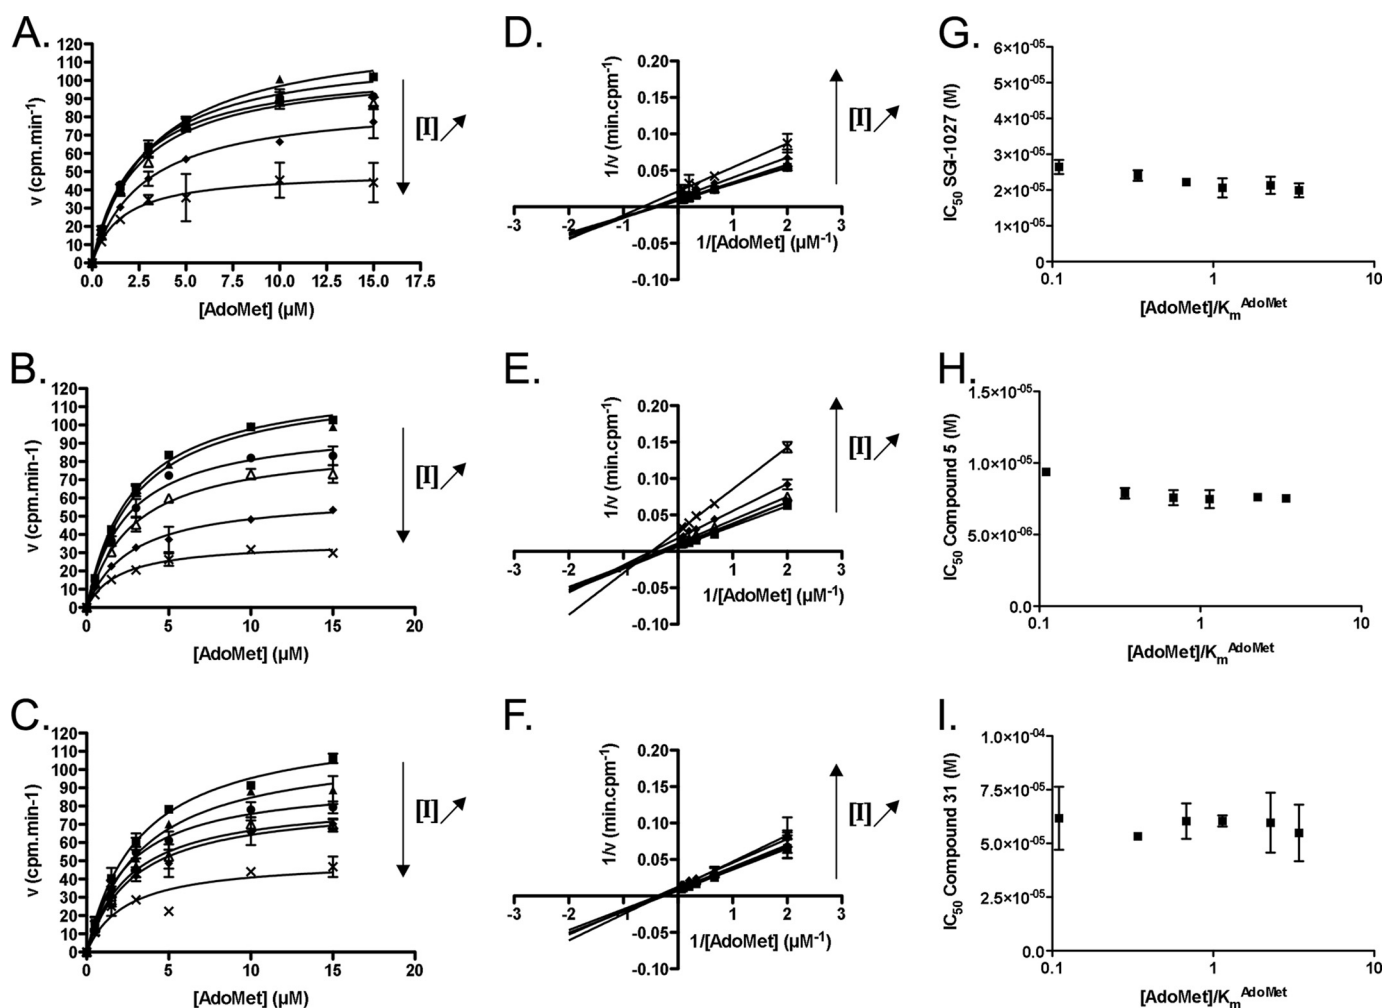 A.
120
110
100
90
80
70
60
50
40
30
20
10
0
v (cpm.min⁻¹)
0.0 2.5 5.0 7.5 10.0 12.5 15.0 17.5
[AdoMet] (µM)
[I]
D.
0.20
0.15
0.10
0.05
-0.05
-0.10
1/v (min.cpm⁻¹)
-3 -2 -1 0 1 2 3
1/[AdoMet] (µM⁻¹)
[I]
G.
6×10⁻⁰⁵
5×10⁻⁰⁵
4×10⁻⁰⁵
3×10⁻⁰⁵
2×10⁻⁰⁵
1×10⁻⁰⁵
0
IC₅₀ SGI-1027 (M)
0.1 1 10
[AdoMet]/Kₘ^AdoMet
B.
120
110
100
90
80
70
60
50
40
30
20
10
0
v (cpm.min-1)
0 5 10 15 20
[AdoMet] (µM)
[I]
E.
0.20
0.15
0.10
0.05
-0.05
-0.10
1/v (min.cpm⁻¹)
-3 -2 -1 0 1 2 3
1/[AdoMet] (µM⁻¹)
[I]
H.
1.5×10⁻⁰⁵
1.0×10⁻⁰⁵
5.0×10⁻⁰⁶
0.0
IC₅₀ Compound 5 (M)
0.1 1 10
[AdoMet]/Kₘ^AdoMet
C.
120
110
100
90
80
70
60
50
40
30
20
10
0
v (cpm.min-1)
0 5 10 15 20
[AdoMet] (µM)
[I]
F.
0.20
0.15
0.10
0.05
-0.05
-0.10
1/v (min.cpm⁻¹)
-3 -2 -1 0 1 2 3
1/[AdoMet] (µM⁻¹)
[I]
I.
1.0×10⁻⁰⁴
7.5×10⁻⁰⁵
5.0×10⁻⁰⁵
2.5×10⁻⁰⁵
0
IC₅₀ Compound 31 (M)
0.1 1 10
[AdoMet]/Kₘ^AdoMet